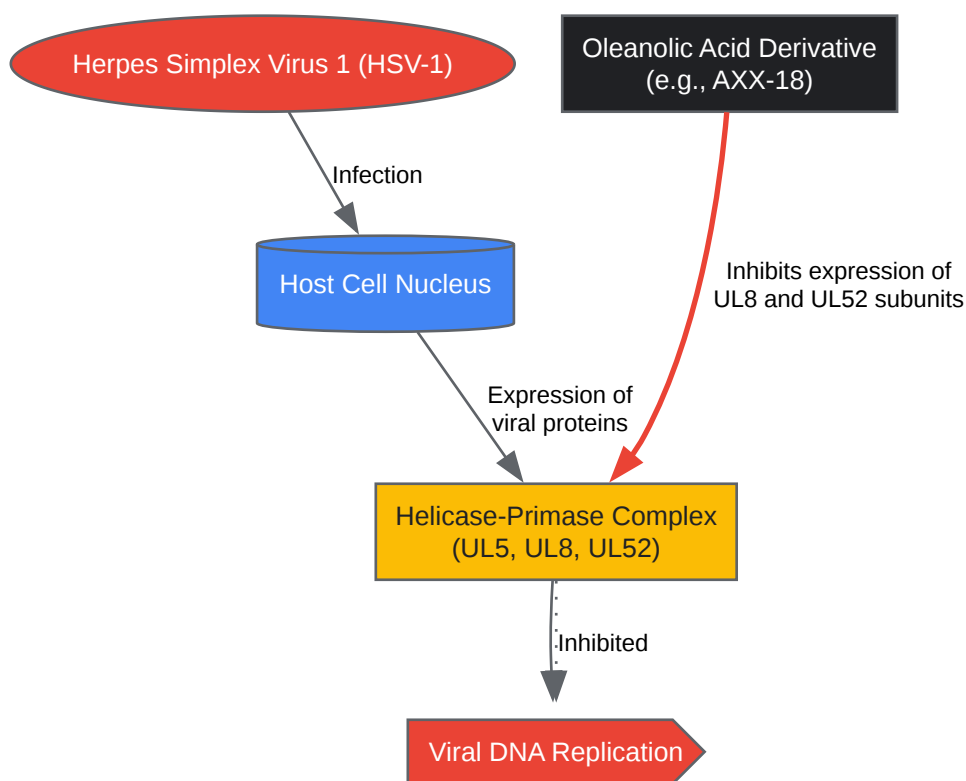 Herpes Simplex Virus 1 (HSV-1)
Oleanolic Acid Derivative
(e.g., AXX-18)
Infection
Host Cell Nucleus
Inhibits expression of
UL8 and UL52 subunits
Expression of
viral proteins
Helicase-Primase Complex
(UL5, UL8, UL52)
Inhibited
Viral DNA Replication